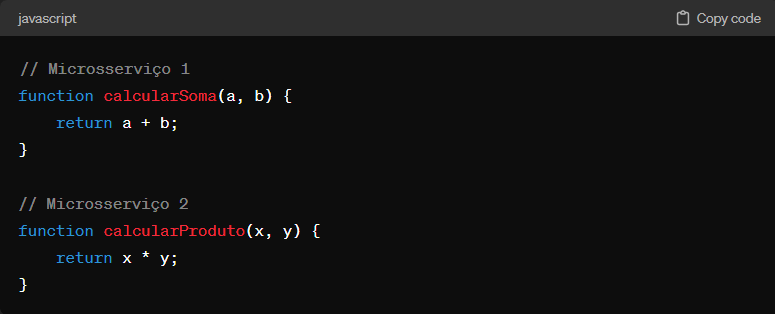 javascript
Copy code
// Microsserviço 1
function calcularSoma(a, b) {
    return a + b;
}
// Microsserviço 2
function calcularProduto(x, y) {
    return x * y;
}